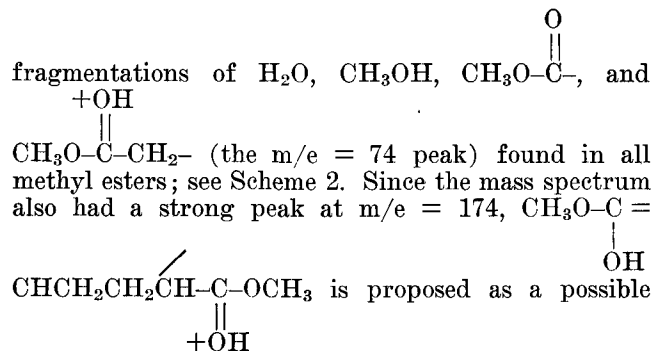 O
||
fragmentations of H₂O, CH₃OH, CH₃O–C–, and
+OH
||
CH₃O–C–CH₂– (the m/e = 74 peak) found in all
methyl esters; see Scheme 2. Since the mass spectrum
also had a strong peak at m/e = 174, CH₃O–C =
|
OH
CHCH₂CH₂CH–C–OCH₃ is proposed as a possible
||
+OH